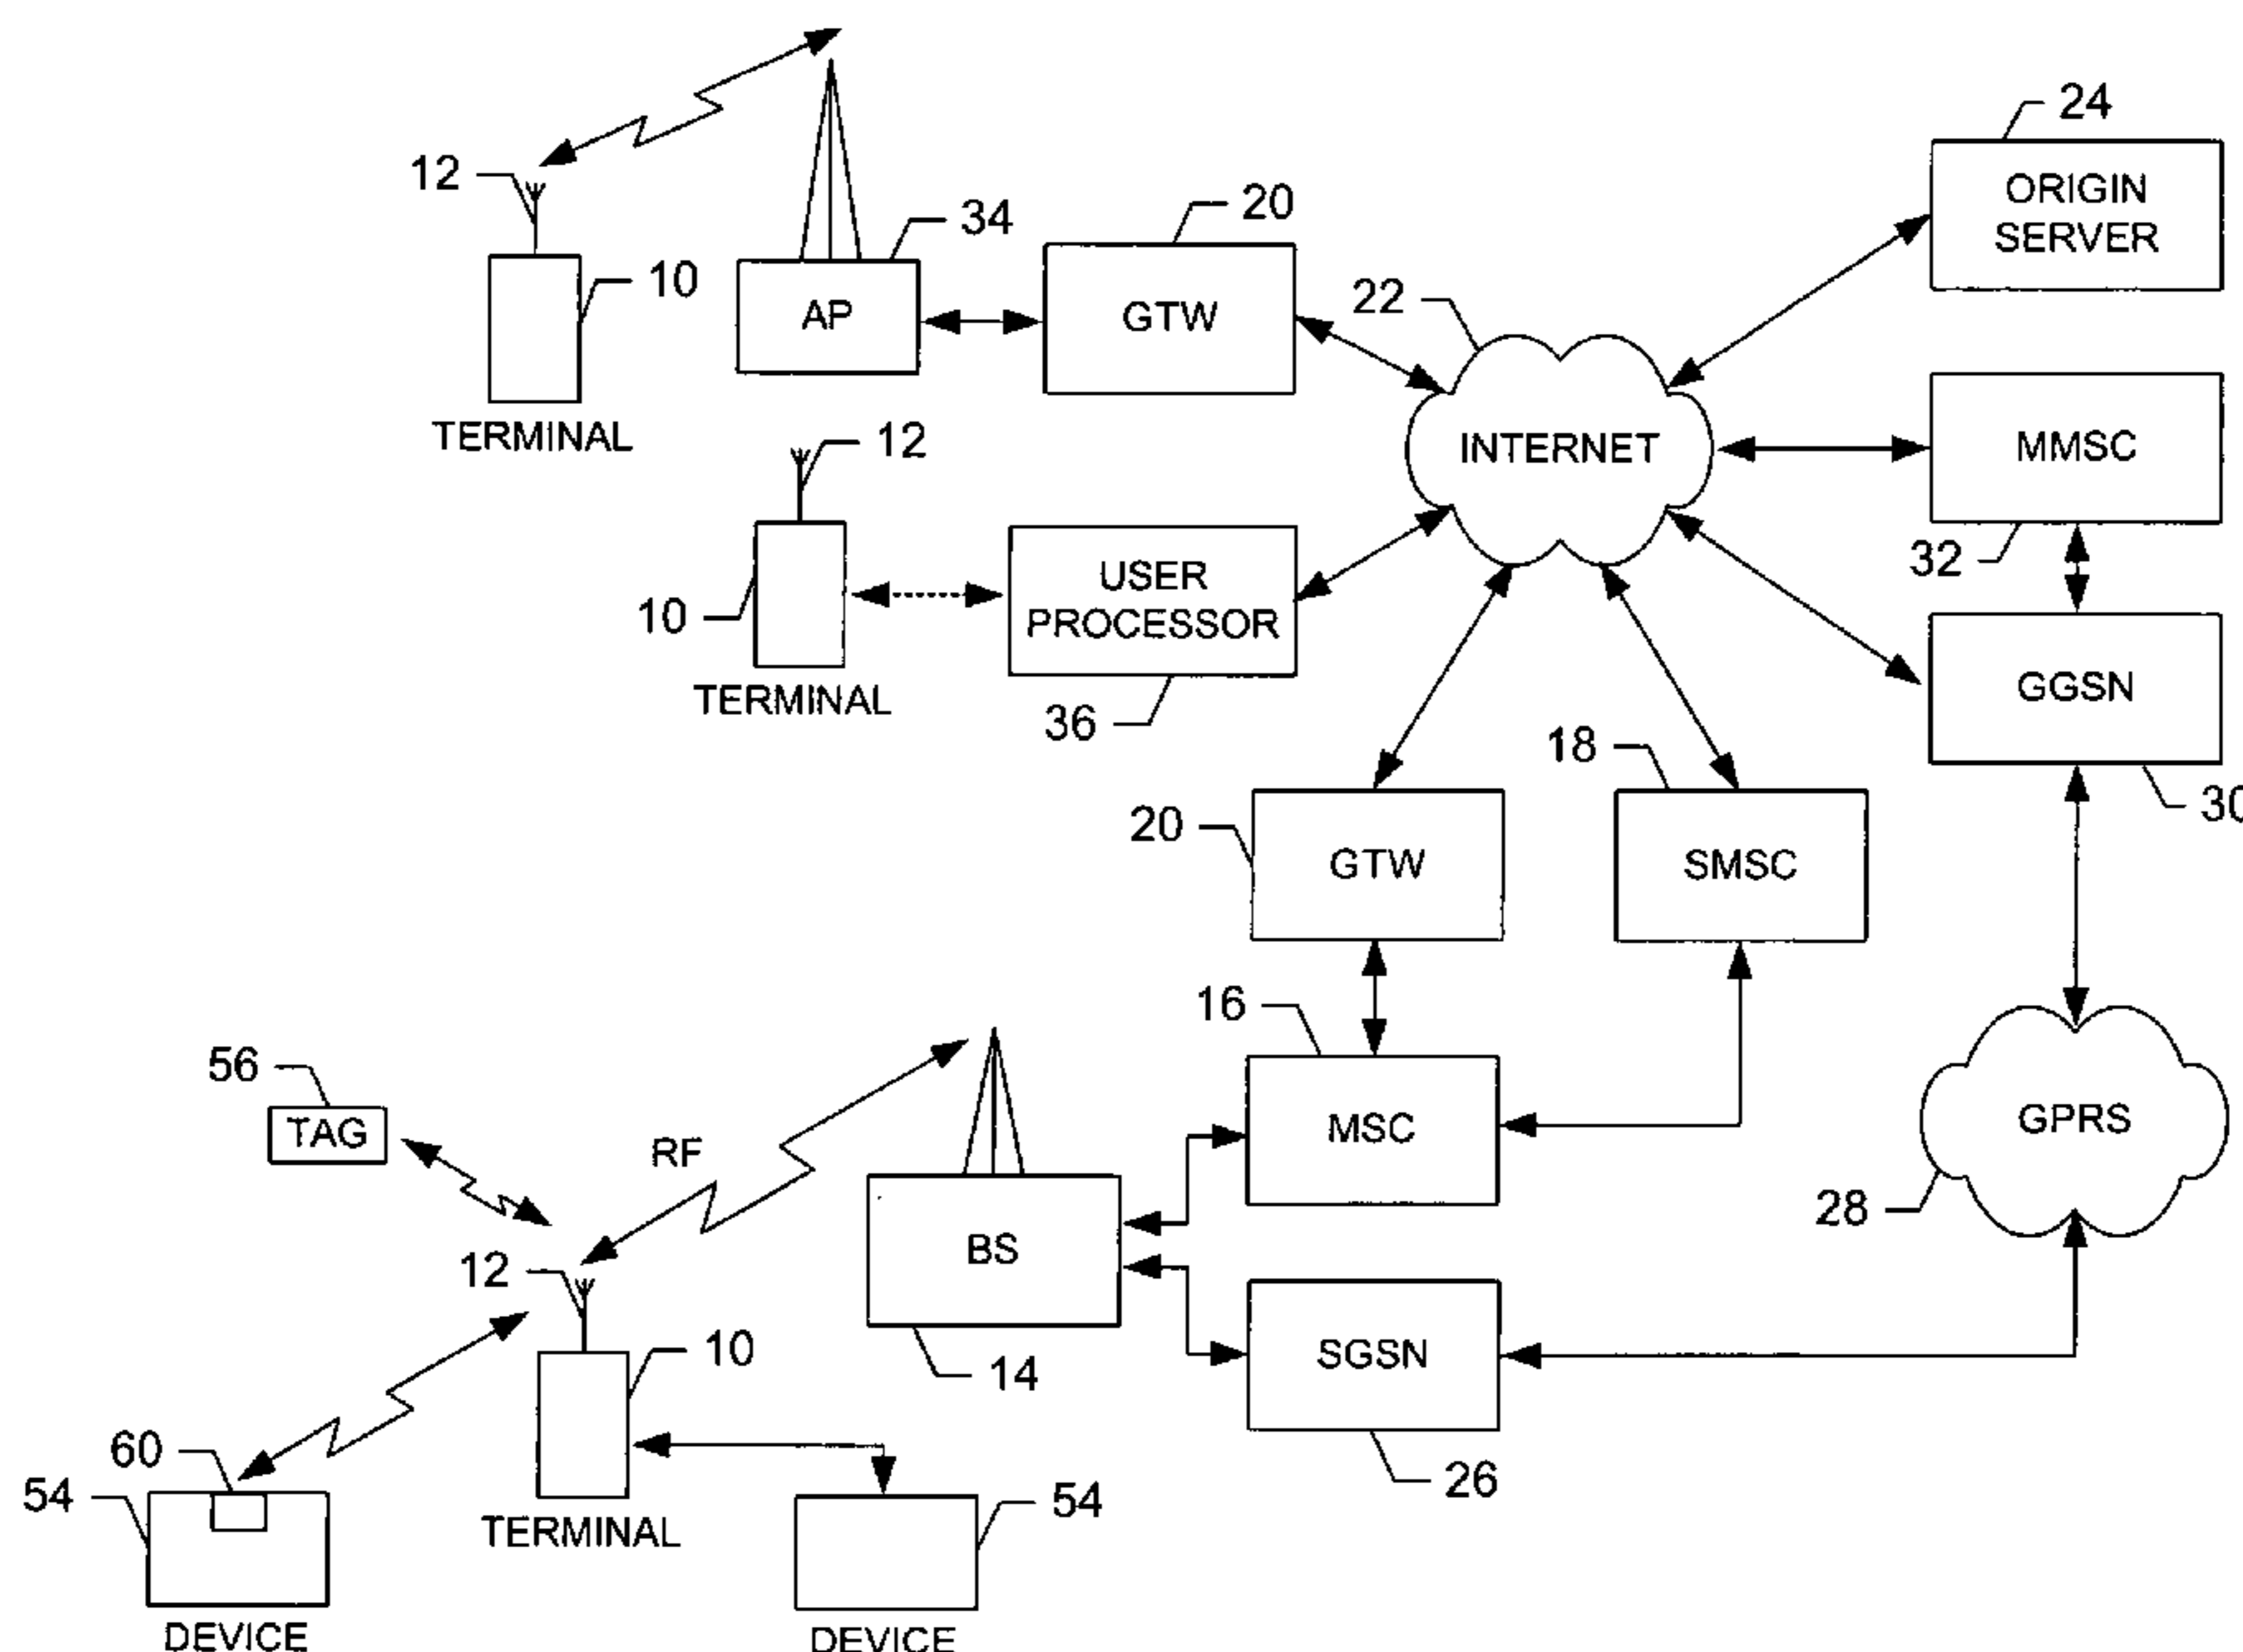 24
ORIGIN
SERVER
12
34
20
10
AP
GTW
22
TERMINAL
INTERNET
MMSC
12
32
USER
PROCESSOR
10
TERMINAL
36
GGSN
18
30
20
GTW
SMSC
16
56
TAG
RF
MSC
GPRS
28
12
BS
10
14
SGSN
26
60
54
TERMINAL
54
DEVICE
DEVICE